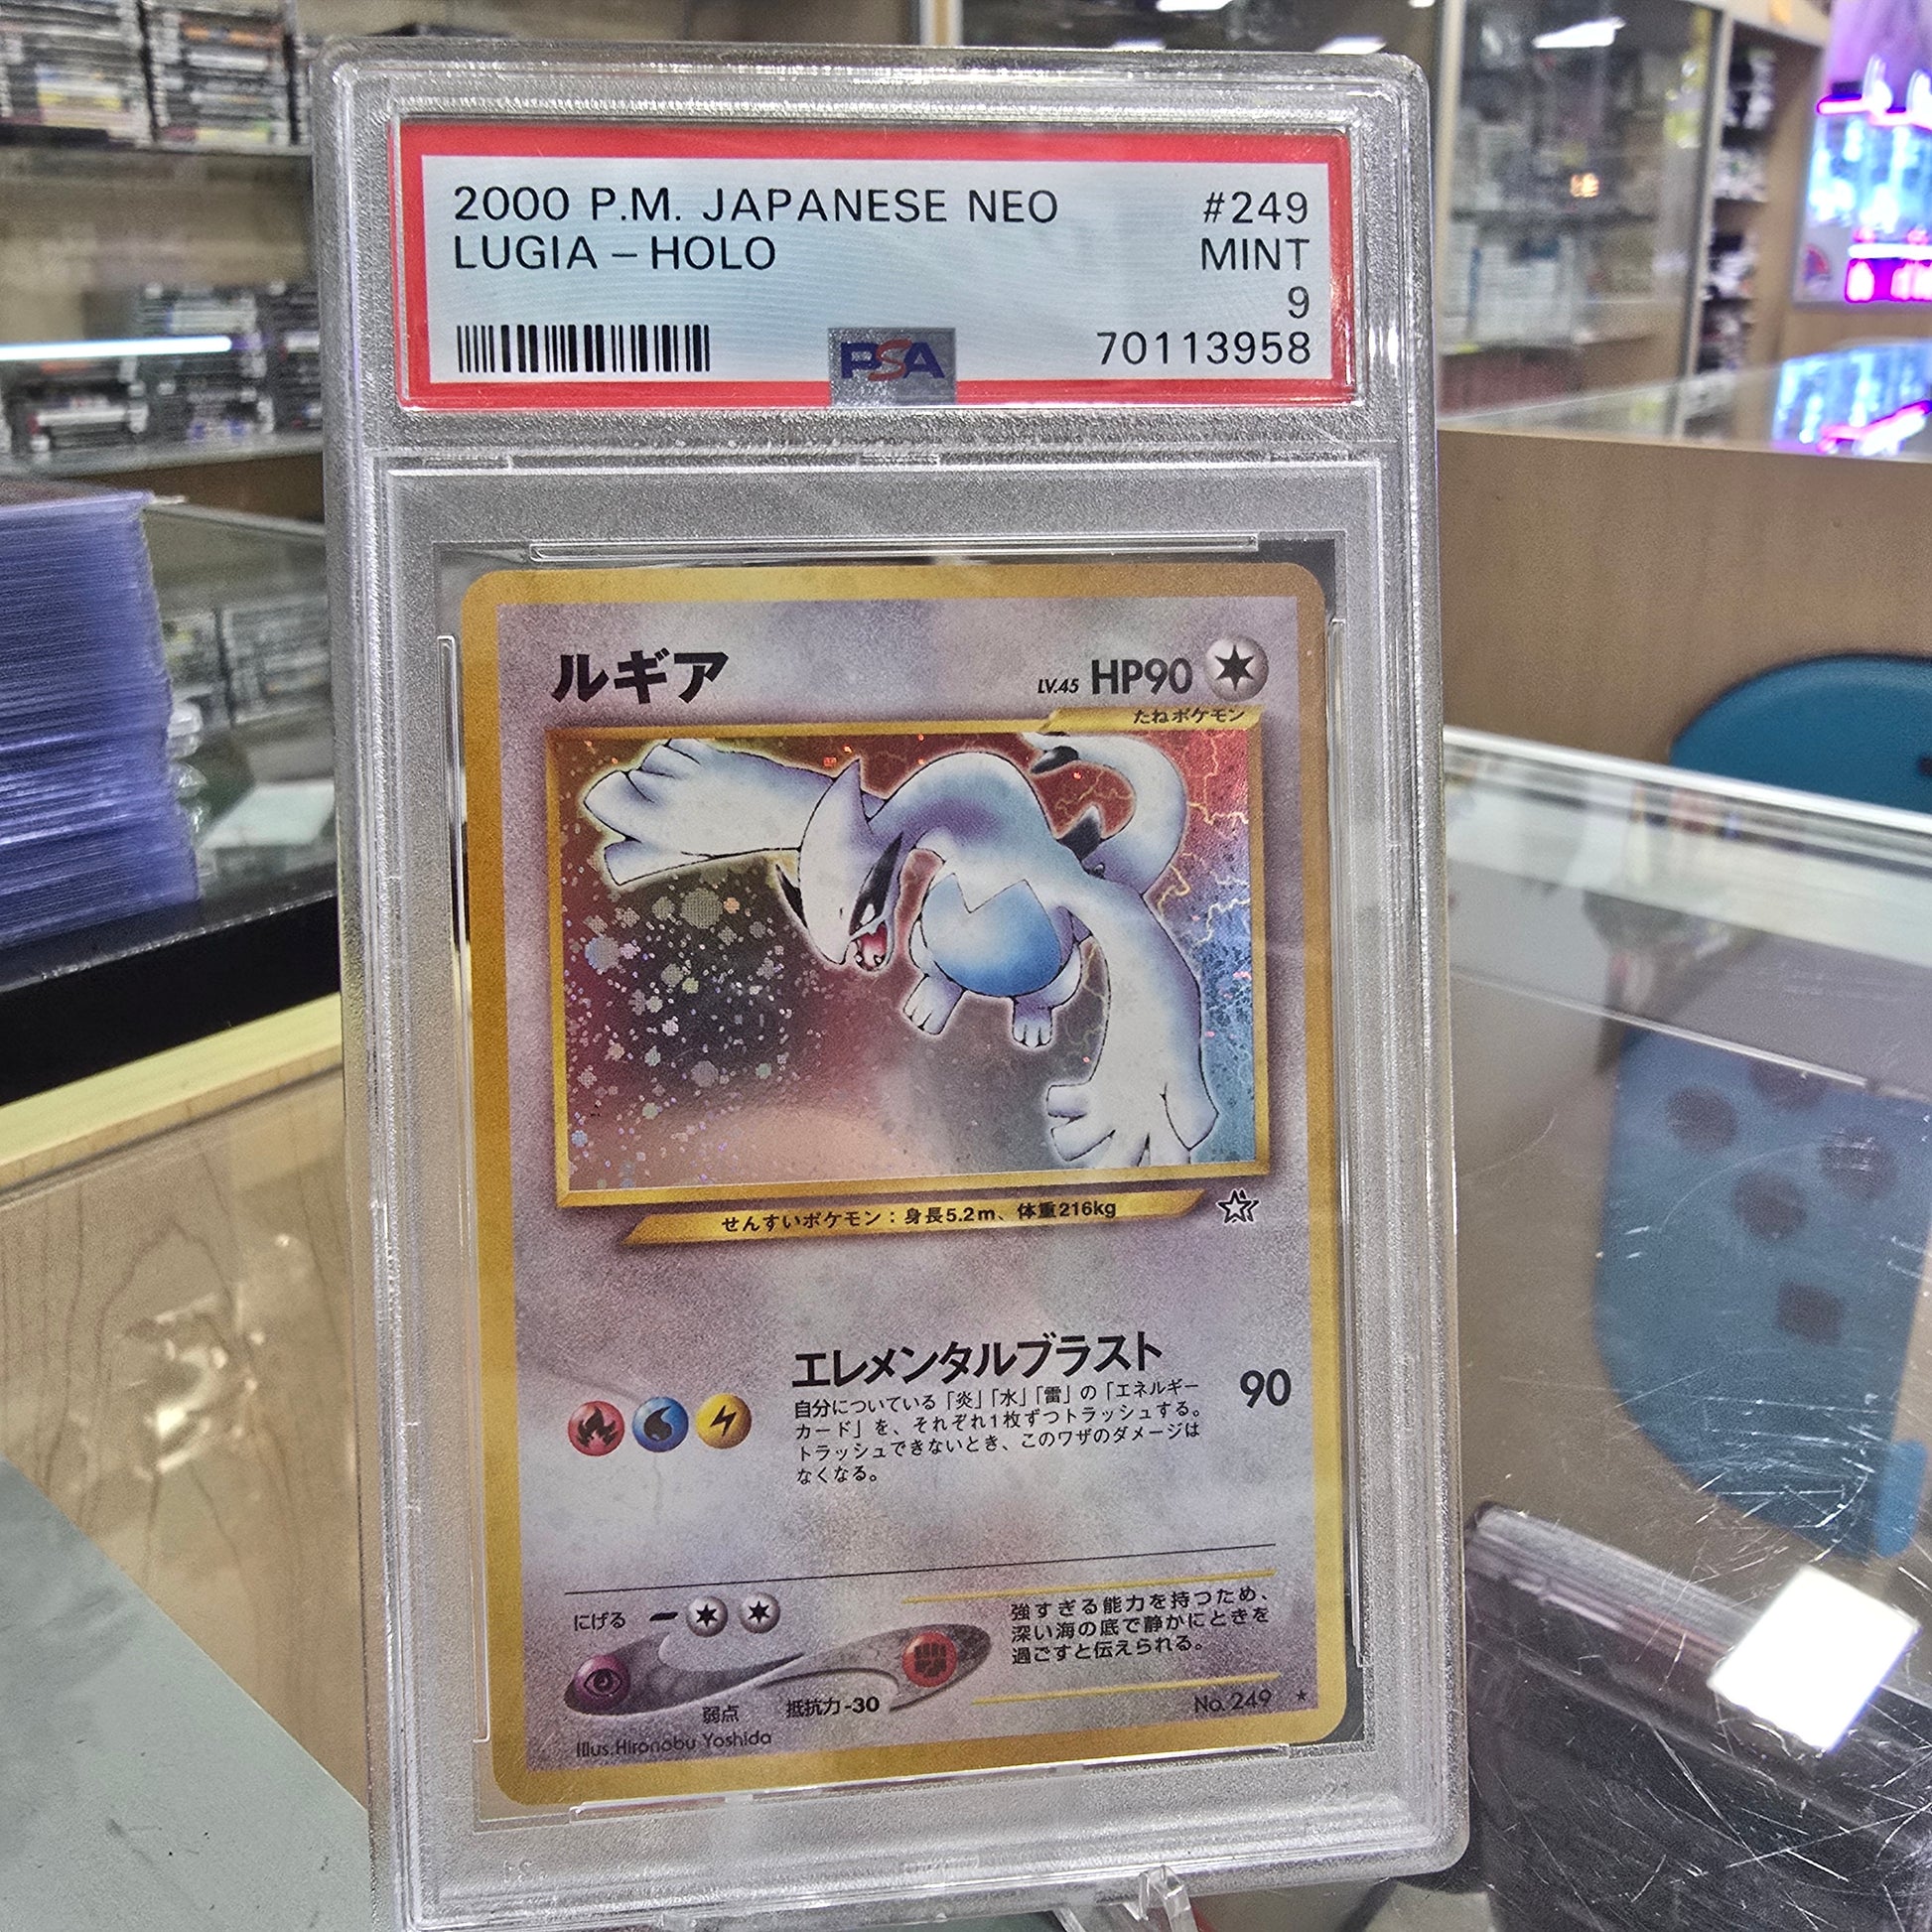 2000 P.M. JAPANESE NEO #249
LUGIA – HOLO MINT
9
PSA 70113958
ルギア LV.45 HP90
たねポケモン
せんすいポケモン：身長5.2m、体重216kg
エレメンタルブラスト 90
自分についている「炎」「水」「雷」の「エネルギー
カード」を、それぞれ1枚ずつトラッシュする。
トラッシュできないとき、このワザのダメージは
なくなる。
にげる
強すぎる能力を持つため、
深い海の底で静かにときを
過ごすと伝えられる。
弱点 抵抗力-30
No. 249 ★
Illus. Hironobu Yoshida